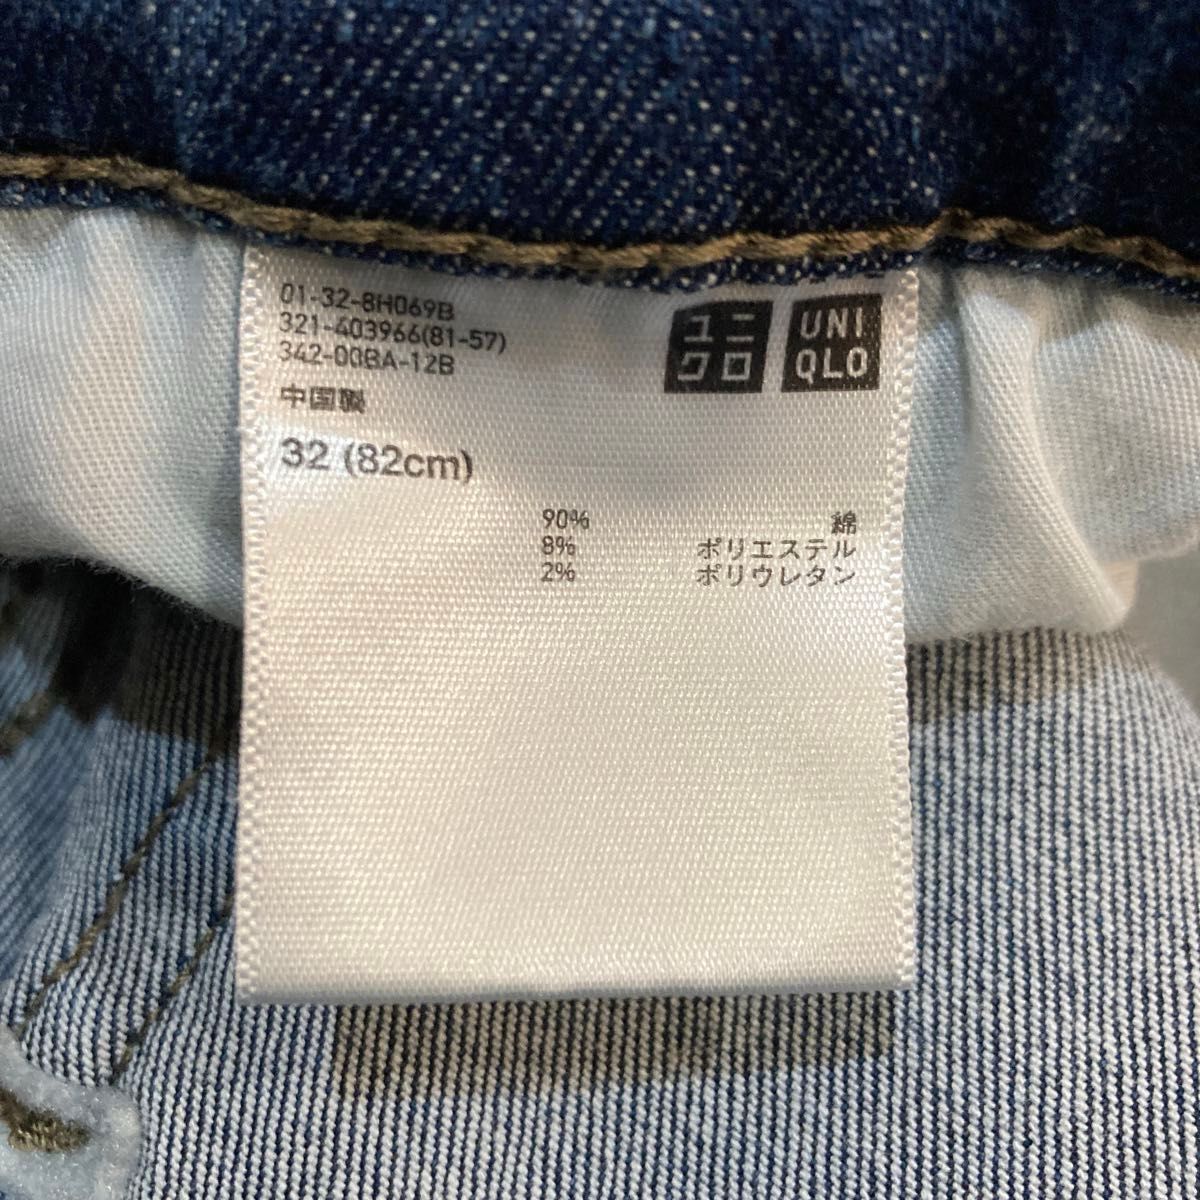 01-32-8H069B
321-403966(81-57)
342-00BA-12B
中国製
32 (82cm)
ユニ
クロ
UNI
QLO
90% 綿
8% ポリエステル
2% ポリウレタン